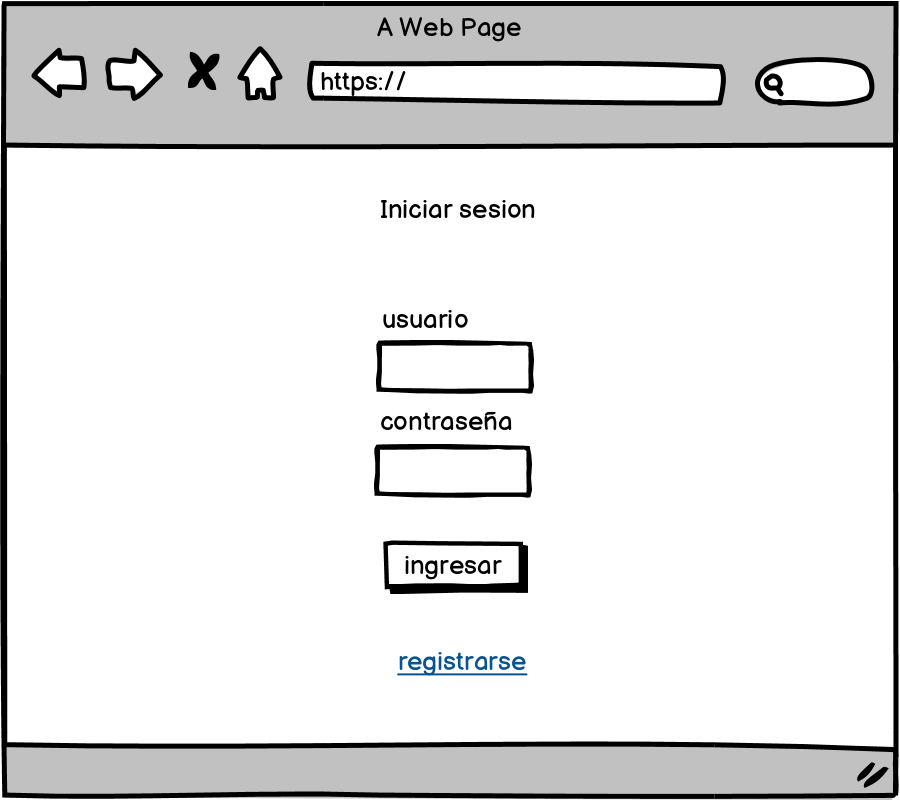 A Web Page
https://
Iniciar sesion
usuario
contraseña
ingresar
registrarse